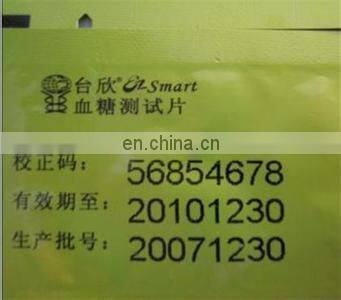 台欣® EZ Smart
血糖测试片
en.china.cn
校正码： 56854678
有效期至： 20101230
生产批号： 20071230